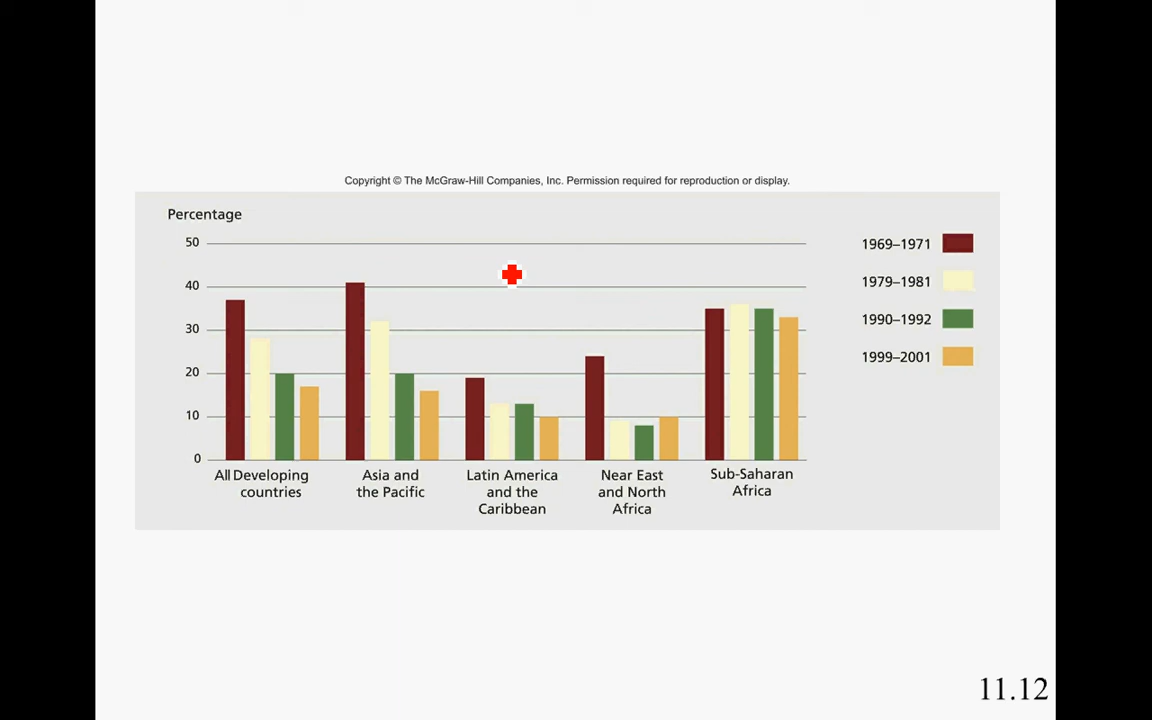 Copyright © The McGraw-Hill Companies, Inc. Permission required for reproduction or display.
Percentage
50
40
30
20
10
0
All Developing
countries
Asia and
the Pacific
Latin America
and the
Caribbean
Near East
and North
Africa
Sub-Saharan
Africa
1969–1971
1979–1981
1990–1992
1999–2001
11.12